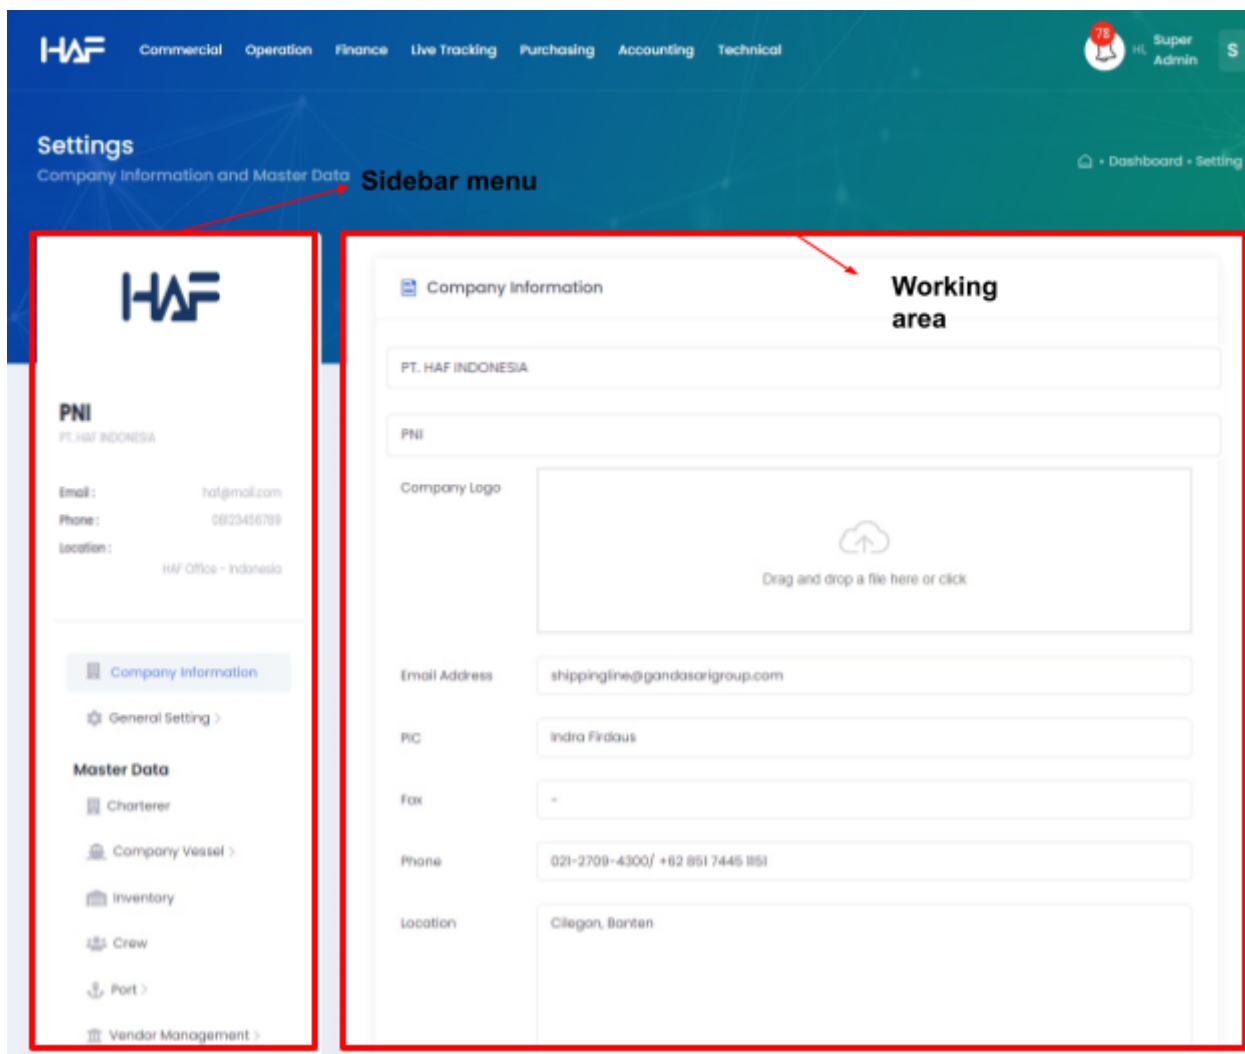 HAF
Commercial Operation Finance Live Tracking Purchasing Accounting Technical
78
Hi, Super Admin
S
Settings
Company Information and Master Data
Dashboard • Setting
Sidebar menu
HAF
PNI
PT. HAF INDONESIA
Email : haf@mail.com
Phone : 08123456789
Location :
HAF Office - Indonesia
Company Information
General Setting >
Master Data
Charterer
Company Vessel >
Inventory
Crew
Port >
Vendor Management >
Working area
Company Information
PT. HAF INDONESIA
PNI
Company Logo
Drag and drop a file here or click
Email Address shippingline@gandasarigroup.com
PIC Indra Firdaus
Fax -
Phone 021-2709-4300/ +62 851 7445 1151
Location Cilegon, Banten